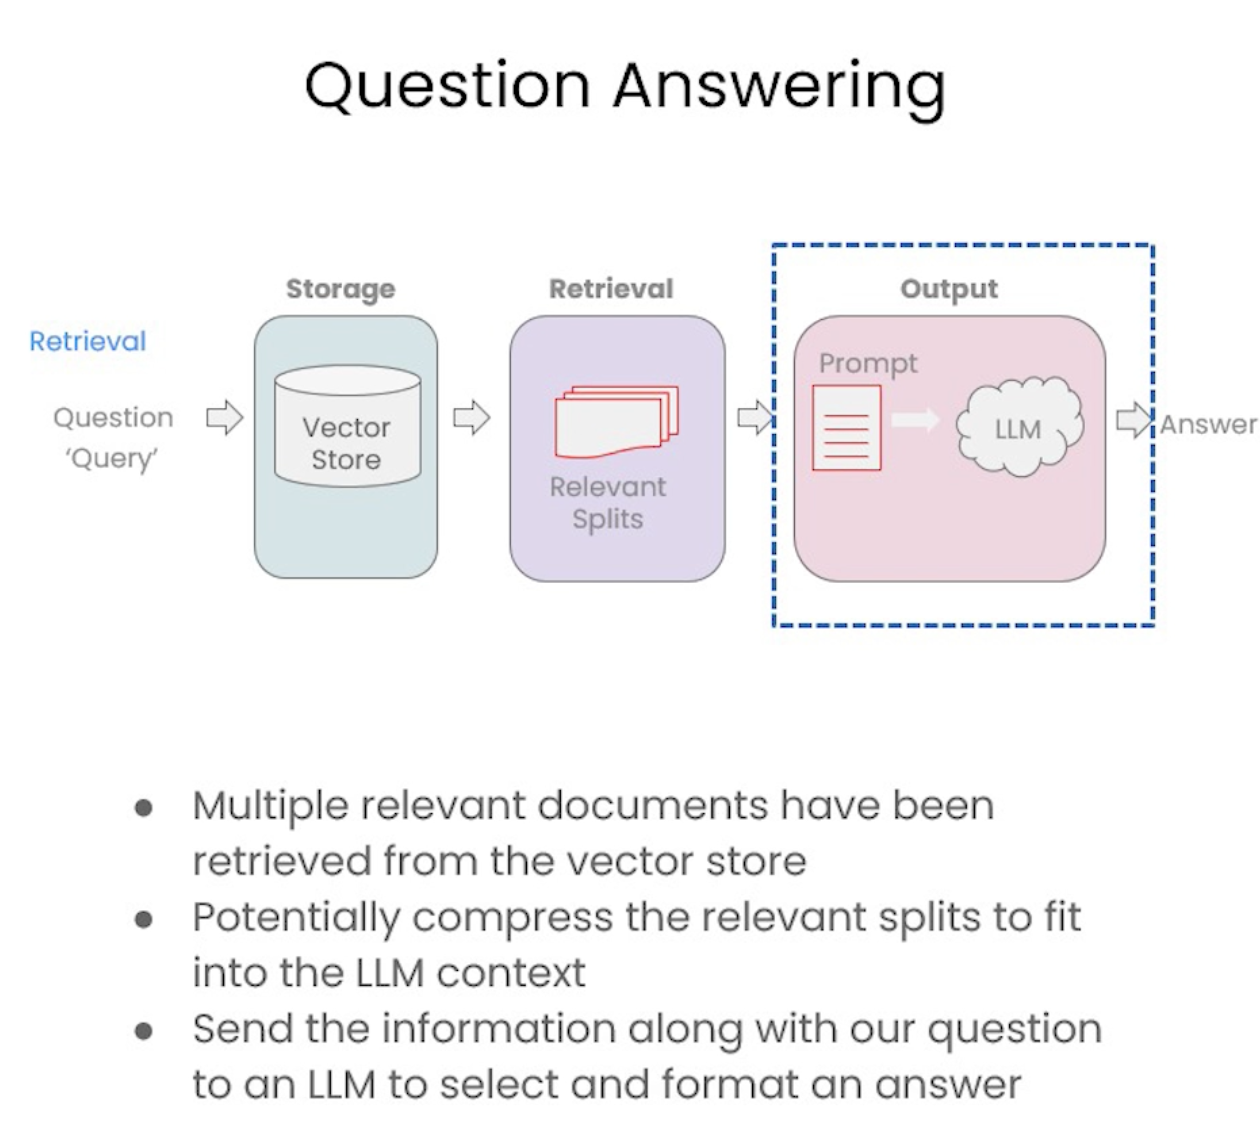 Question Answering
Storage
Retrieval
Output
Retrieval
Question
‘Query’
Vector
Store
Relevant
Splits
Prompt
LLM
Answer
● Multiple relevant documents have been
retrieved from the vector store
● Potentially compress the relevant splits to fit
into the LLM context
● Send the information along with our question
to an LLM to select and format an answer